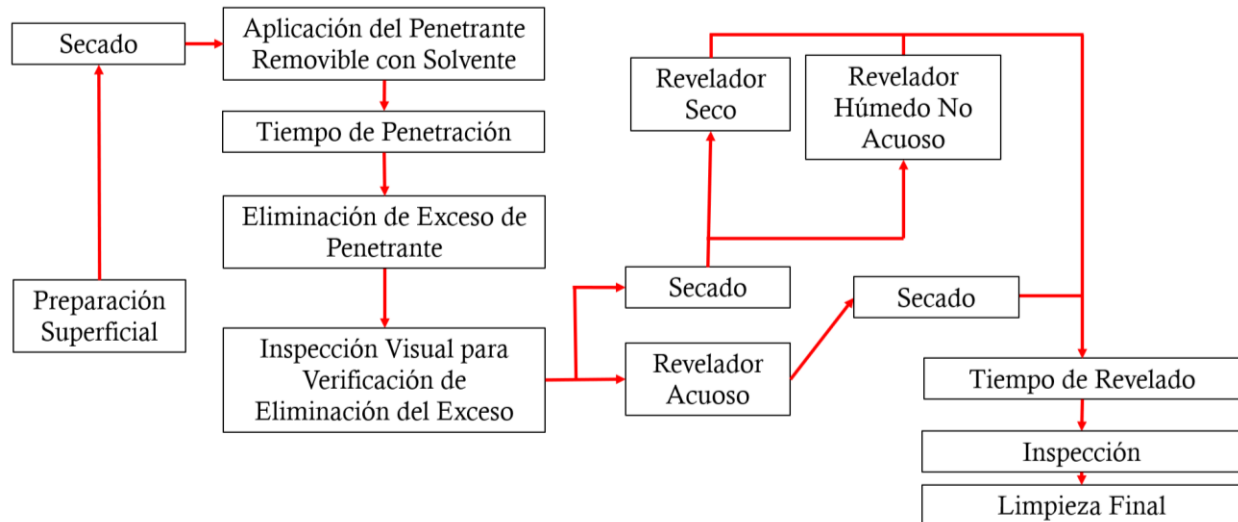 Secado
Aplicación del Penetrante
Removible con Solvente
Tiempo de Penetración
Eliminación de Exceso de
Penetrante
Preparación
Superficial
Inspección Visual para
Verificación de
Eliminación del Exceso
Revelador
Seco
Revelador
Húmedo No
Acuoso
Secado
Revelador
Acuoso
Secado
Tiempo de Revelado
Inspección
Limpieza Final